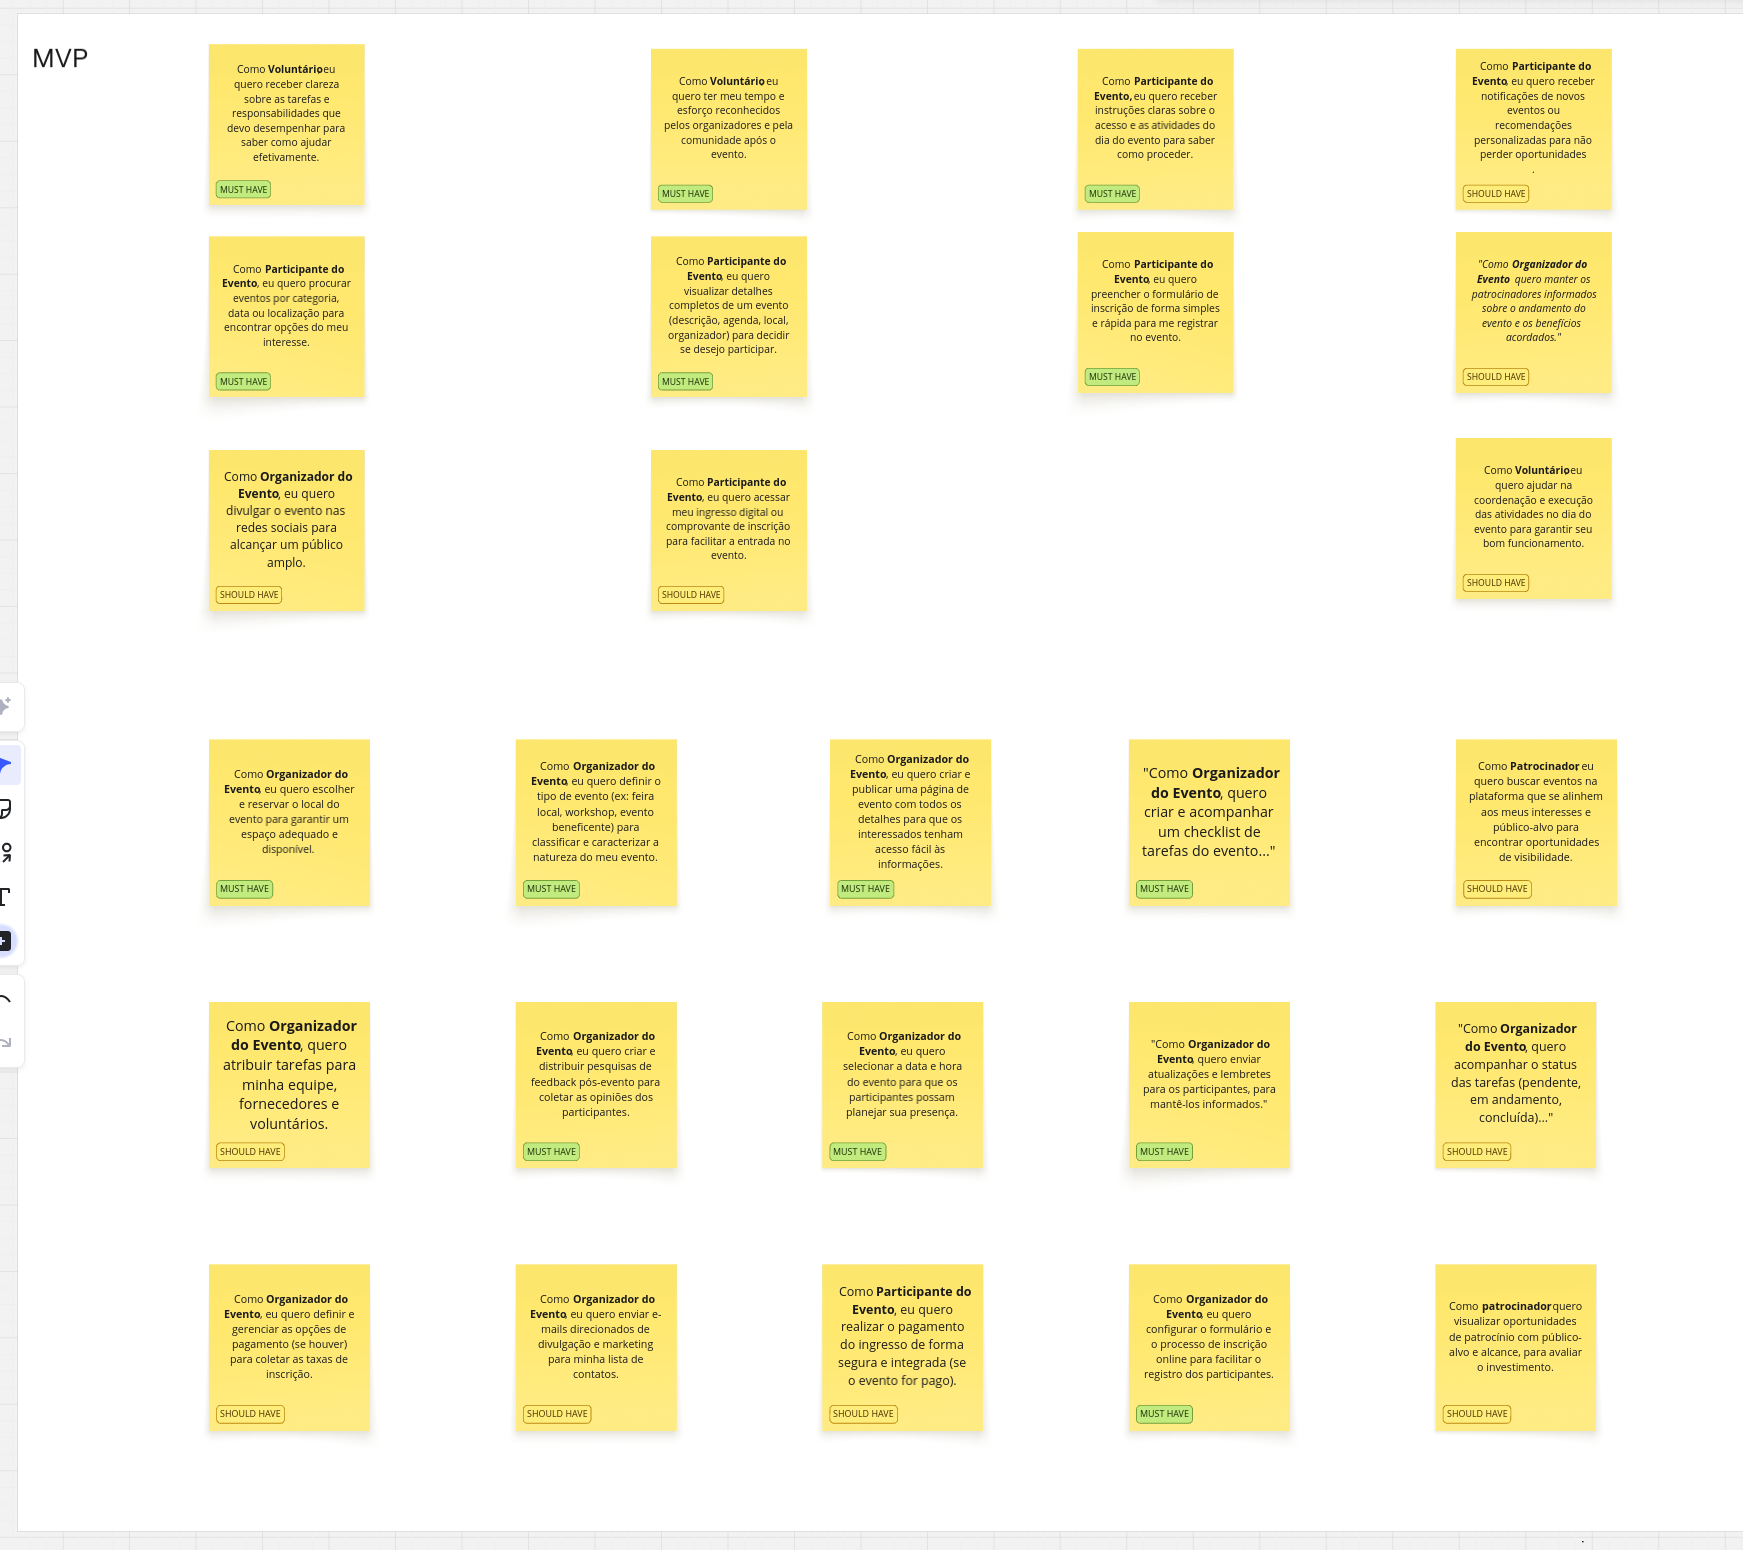 MVP
Como Voluntário, eu
quero receber clareza
sobre as tarefas e
responsabilidades que
devo desempenhar para
saber como ajudar
efetivamente.
MUST HAVE
Como Voluntário, eu
quero ter meu tempo e
esforço reconhecidos
pelos organizadores e pela
comunidade após o
evento.
MUST HAVE
Como Participante do
Evento, eu quero receber
instruções claras sobre o
acesso e as atividades do
dia do evento para saber
como proceder.
MUST HAVE
Como Participante do
Evento, eu quero receber
notificações de novos
eventos ou
recomendações
personalizadas para não
perder oportunidades
.
SHOULD HAVE
Como Participante do
Evento, eu quero procurar
eventos por categoria,
data ou localização para
encontrar opções do meu
interesse.
MUST HAVE
Como Participante do
Evento, eu quero
visualizar detalhes
completos de um evento
(descrição, agenda, local,
organizador) para decidir
se desejo participar.
MUST HAVE
Como Participante do
Evento, eu quero
preencher o formulário de
inscrição de forma simples
e rápida para me registrar
no evento.
MUST HAVE
"Como Organizador do
Evento quero manter os
patrocinadores informados
sobre o andamento do
evento e os benefícios
acordados."
SHOULD HAVE
Como Organizador do
Evento, eu quero
divulgar o evento nas
redes sociais para
alcançar um público
amplo.
SHOULD HAVE
Como Participante do
Evento, eu quero acessar
meu ingresso digital ou
comprovante de inscrição
para facilitar a entrada no
evento.
SHOULD HAVE
Como Voluntário, eu
quero ajudar na
coordenação e execução
das atividades no dia do
evento para garantir seu
bom funcionamento.
SHOULD HAVE
Como Organizador do
Evento, eu quero escolher
e reservar o local do
evento para garantir um
espaço adequado e
disponível.
MUST HAVE
Como Organizador do
Evento, eu quero definir o
tipo de evento (ex: feira
local, workshop, evento
beneficente) para
classificar e caracterizar a
natureza do meu evento.
MUST HAVE
Como Organizador do
Evento, eu quero criar e
publicar uma página de
evento com todos os
detalhes para que os
interessados tenham
acesso fácil às
informações.
MUST HAVE
"Como Organizador
do Evento, quero
criar e acompanhar
um checklist de
tarefas do evento..."
MUST HAVE
Como Patrocinador, eu
quero buscar eventos na
plataforma que se alinhem
aos meus interesses e
público-alvo para
encontrar oportunidades
de visibilidade.
SHOULD HAVE
Como Organizador
do Evento, quero
atribuir tarefas para
minha equipe,
fornecedores e
voluntários.
SHOULD HAVE
Como Organizador do
Evento, eu quero criar e
distribuir pesquisas de
feedback pós-evento para
coletar as opiniões dos
participantes.
MUST HAVE
Como Organizador do
Evento, eu quero
selecionar a data e hora
do evento para que os
participantes possam
planejar sua presença.
MUST HAVE
"Como Organizador do
Evento, quero enviar
atualizações e lembretes
para os participantes, para
mantê-los informados."
MUST HAVE
"Como Organizador
do Evento, quero
acompanhar o status
das tarefas (pendente,
em andamento,
concluída)..."
SHOULD HAVE
Como Organizador do
Evento, eu quero definir e
gerenciar as opções de
pagamento (se houver)
para coletar as taxas de
inscrição.
SHOULD HAVE
Como Organizador do
Evento, eu quero enviar e-
mails direcionados de
divulgação e marketing
para minha lista de
contatos.
SHOULD HAVE
Como Participante do
Evento, eu quero
realizar o pagamento
do ingresso de forma
segura e integrada (se
o evento for pago).
SHOULD HAVE
Como Organizador do
Evento, eu quero
configurar o formulário e
o processo de inscrição
online para facilitar o
registro dos participantes.
MUST HAVE
Como patrocinador, quero
visualizar oportunidades
de patrocínio com público-
alvo e alcance, para avaliar
o investimento.
SHOULD HAVE